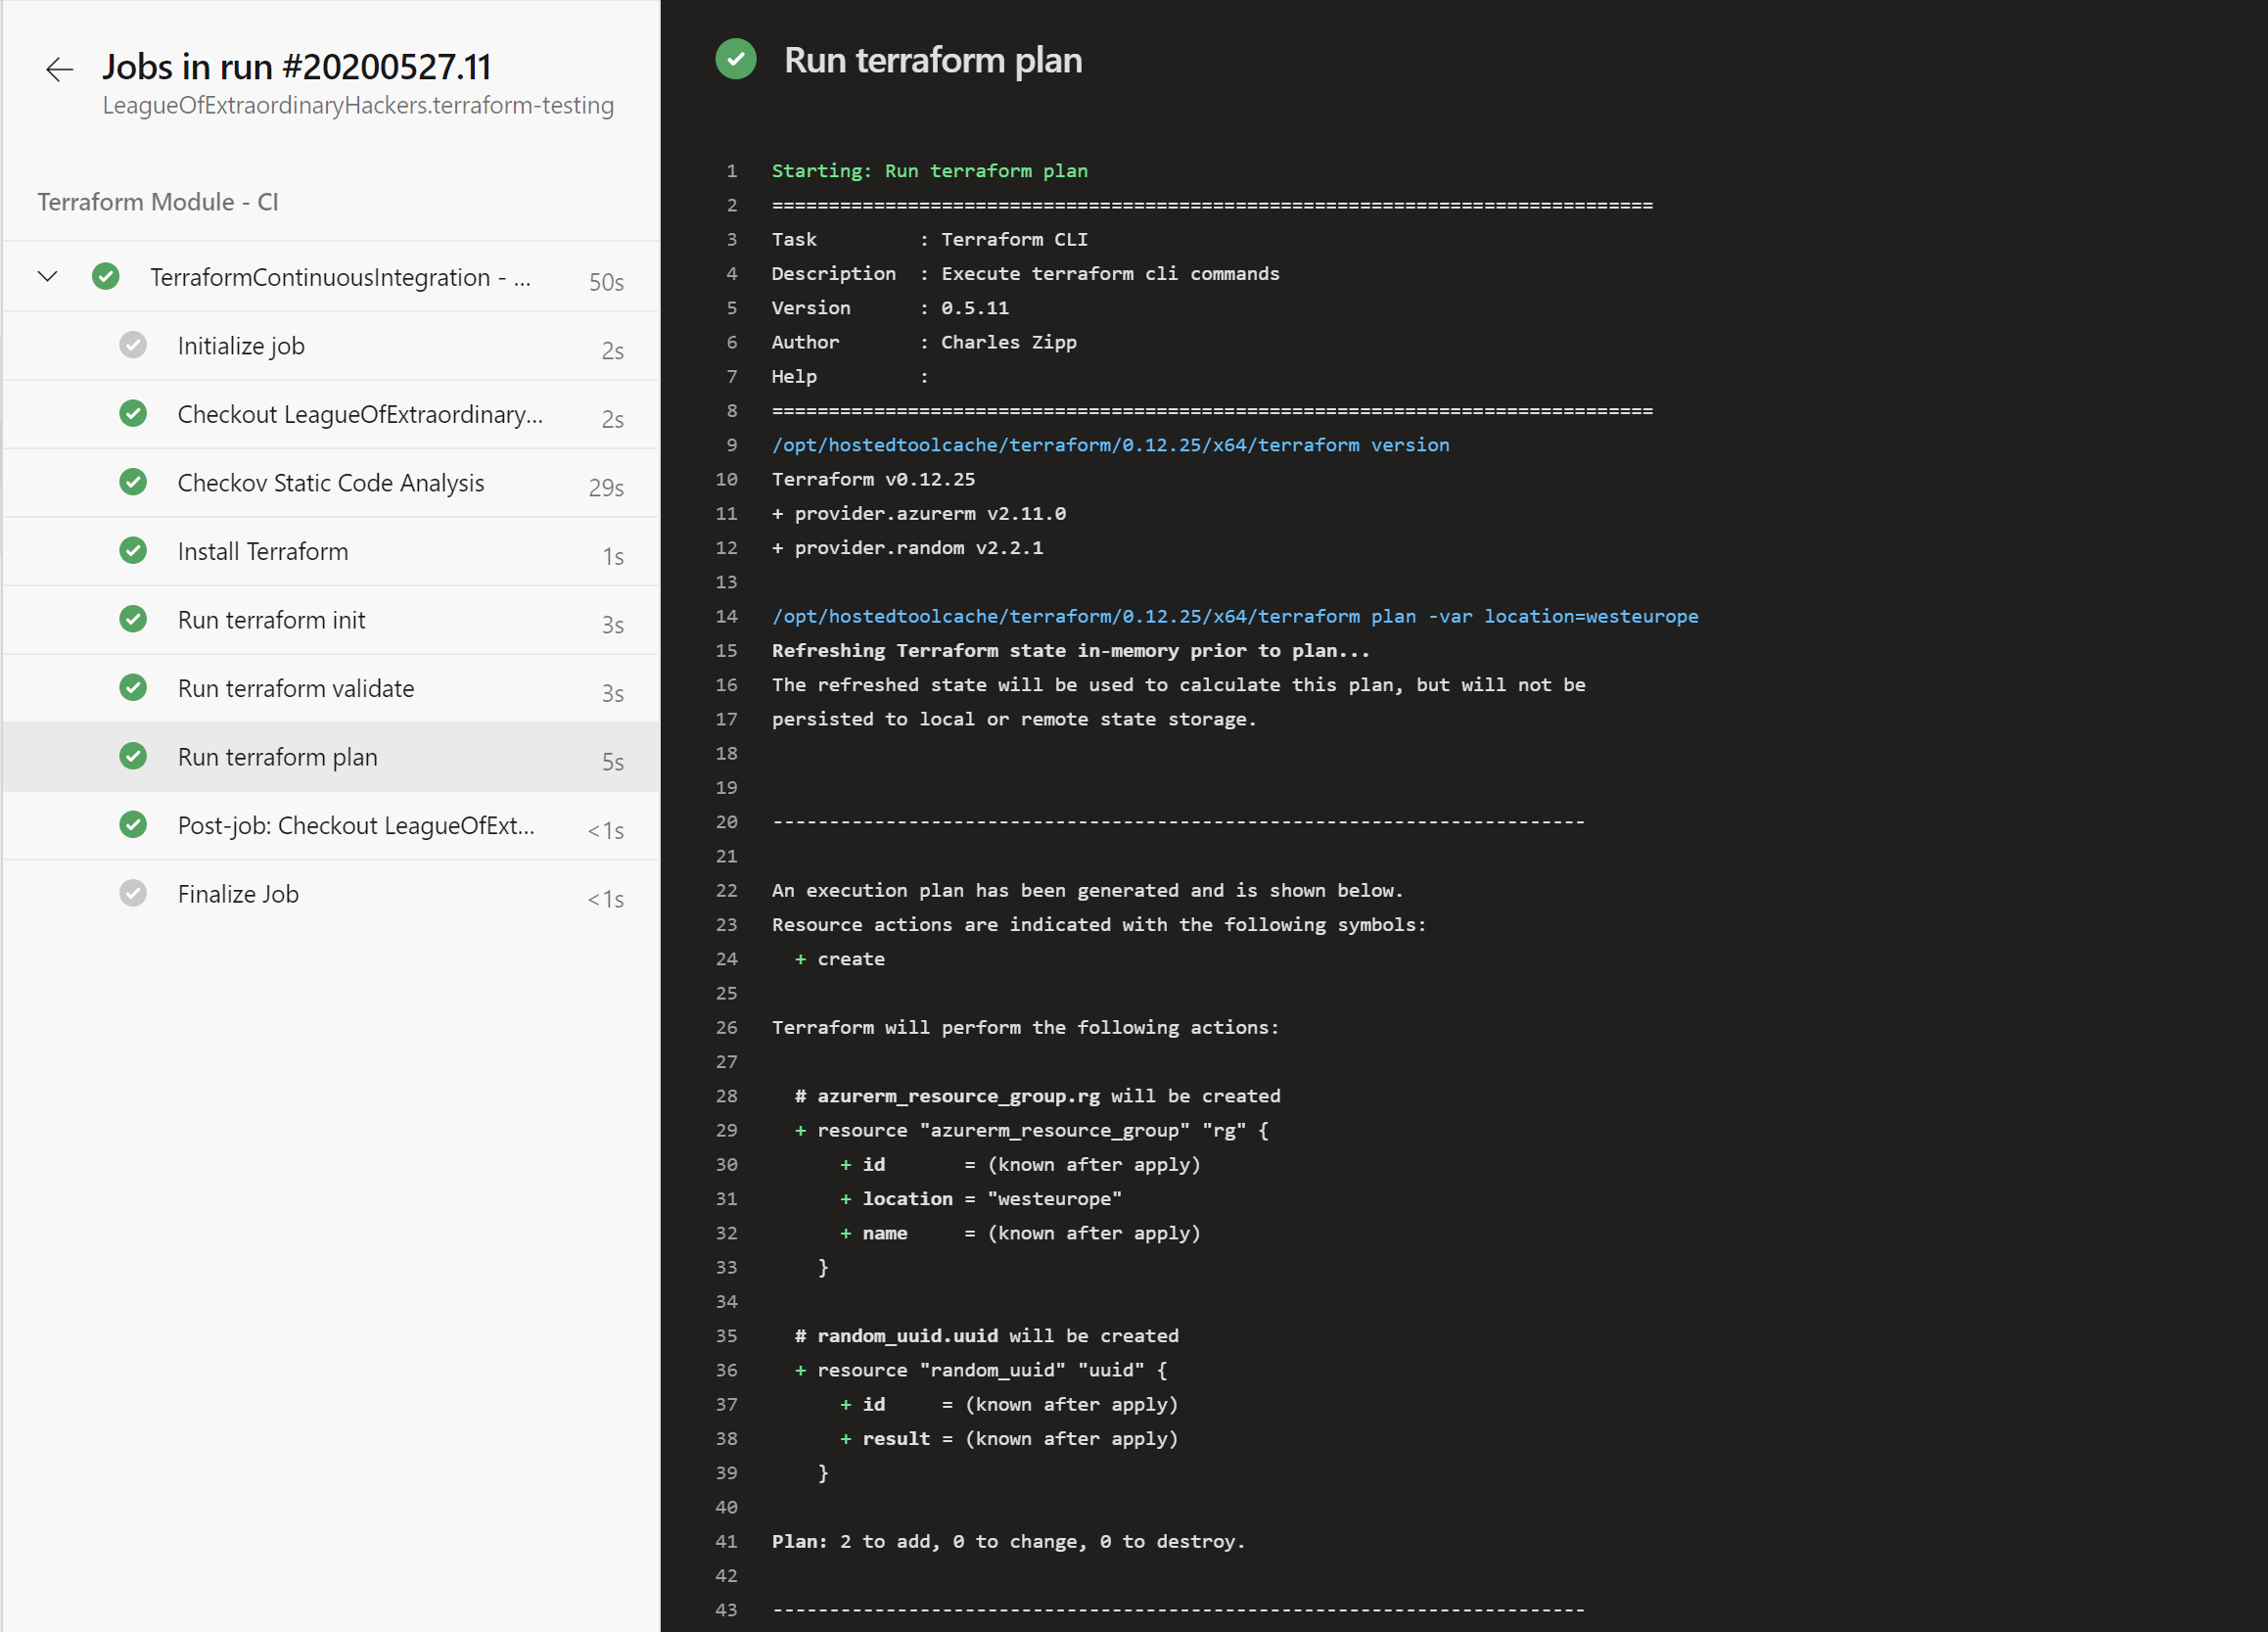 Jobs in run #20200527.11
LeagueOfExtraordinaryHackers.terraform-testing
Terraform Module - CI
TerraformContinuousIntegration - ... 50s
Initialize job 2s
Checkout LeagueOfExtraordinary... 2s
Checkov Static Code Analysis 29s
Install Terraform 1s
Run terraform init 3s
Run terraform validate 3s
Run terraform plan 5s
Post-job: Checkout LeagueOfExt... <1s
Finalize Job <1s
Run terraform plan
1 Starting: Run terraform plan
2 ==============================================================================
3 Task         : Terraform CLI
4 Description  : Execute terraform cli commands
5 Version      : 0.5.11
6 Author       : Charles Zipp
7 Help         :
8 ==============================================================================
9 /opt/hostedtoolcache/terraform/0.12.25/x64/terraform version
10 Terraform v0.12.25
11 + provider.azurerm v2.11.0
12 + provider.random v2.2.1
13
14 /opt/hostedtoolcache/terraform/0.12.25/x64/terraform plan -var location=westeurope
15 Refreshing Terraform state in-memory prior to plan...
16 The refreshed state will be used to calculate this plan, but will not be
17 persisted to local or remote state storage.
18
19
20 ------------------------------------------------------------------------
21
22 An execution plan has been generated and is shown below.
23 Resource actions are indicated with the following symbols:
24   + create
25
26 Terraform will perform the following actions:
27
28   # azurerm_resource_group.rg will be created
29   + resource "azurerm_resource_group" "rg" {
30       + id       = (known after apply)
31       + location = "westeurope"
32       + name     = (known after apply)
33     }
34
35   # random_uuid.uuid will be created
36   + resource "random_uuid" "uuid" {
37       + id     = (known after apply)
38       + result = (known after apply)
39     }
40
41 Plan: 2 to add, 0 to change, 0 to destroy.
42
43 ------------------------------------------------------------------------